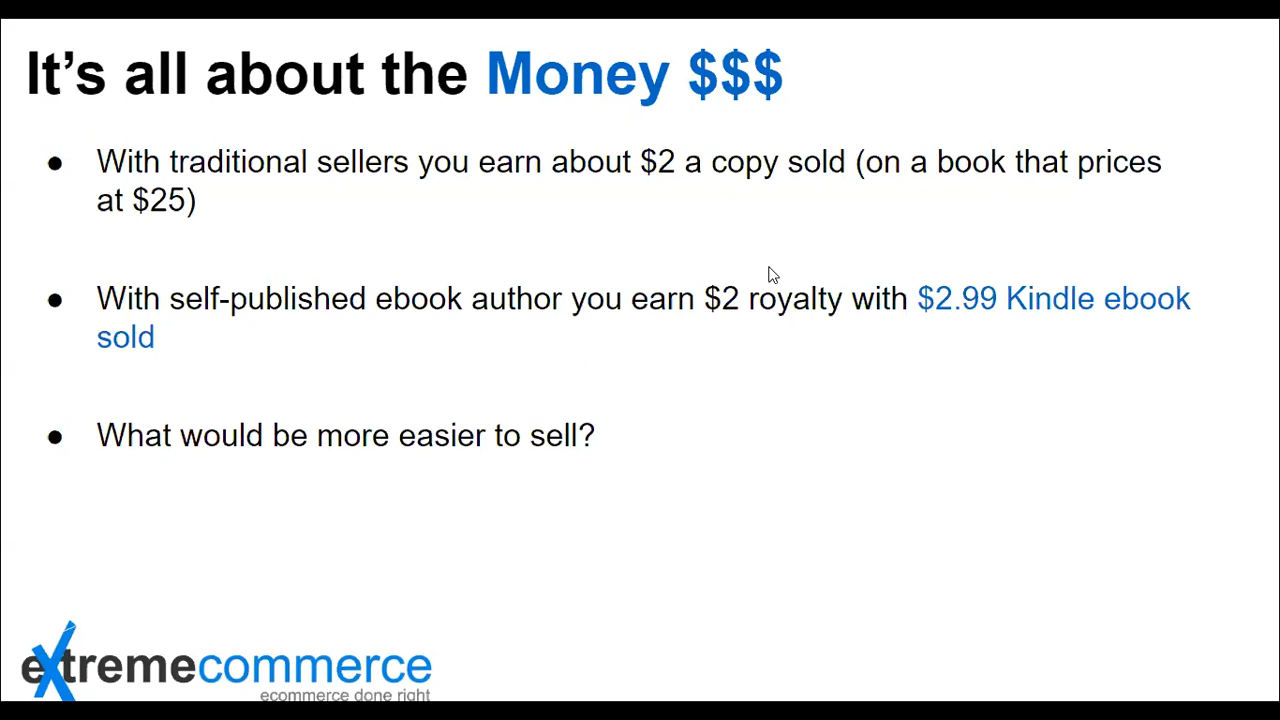 It’s all about the Money $$$
● With traditional sellers you earn about $2 a copy sold (on a book that prices
at $25)
● With self-published ebook author you earn $2 royalty with $2.99 Kindle ebook
sold
● What would be more easier to sell?
extremecommerce
ecommerce done right